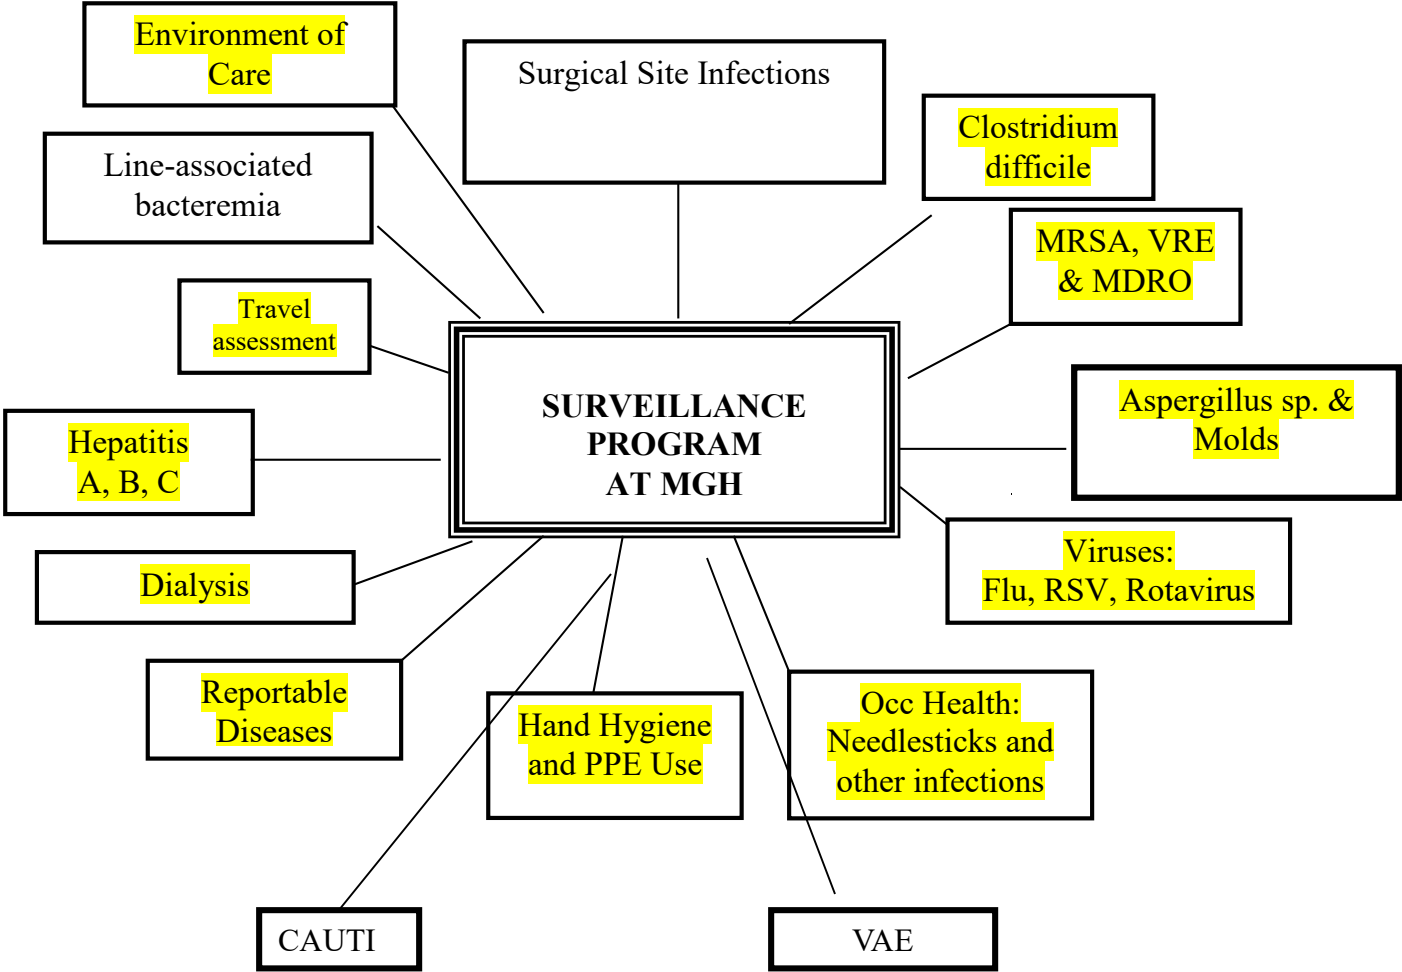 Environment of
Care
Surgical Site Infections
Clostridium
difficile
Line-associated
bacteremia
MRSA, VRE
& MDRO
Travel
assessment
SURVEILLANCE
PROGRAM
AT MGH
Aspergillus sp. &
Molds
Hepatitis
A, B, C
Viruses:
Flu, RSV, Rotavirus
Dialysis
Reportable
Diseases
Hand Hygiene
and PPE Use
Occ Health:
Needlesticks and
other infections
CAUTI
VAE